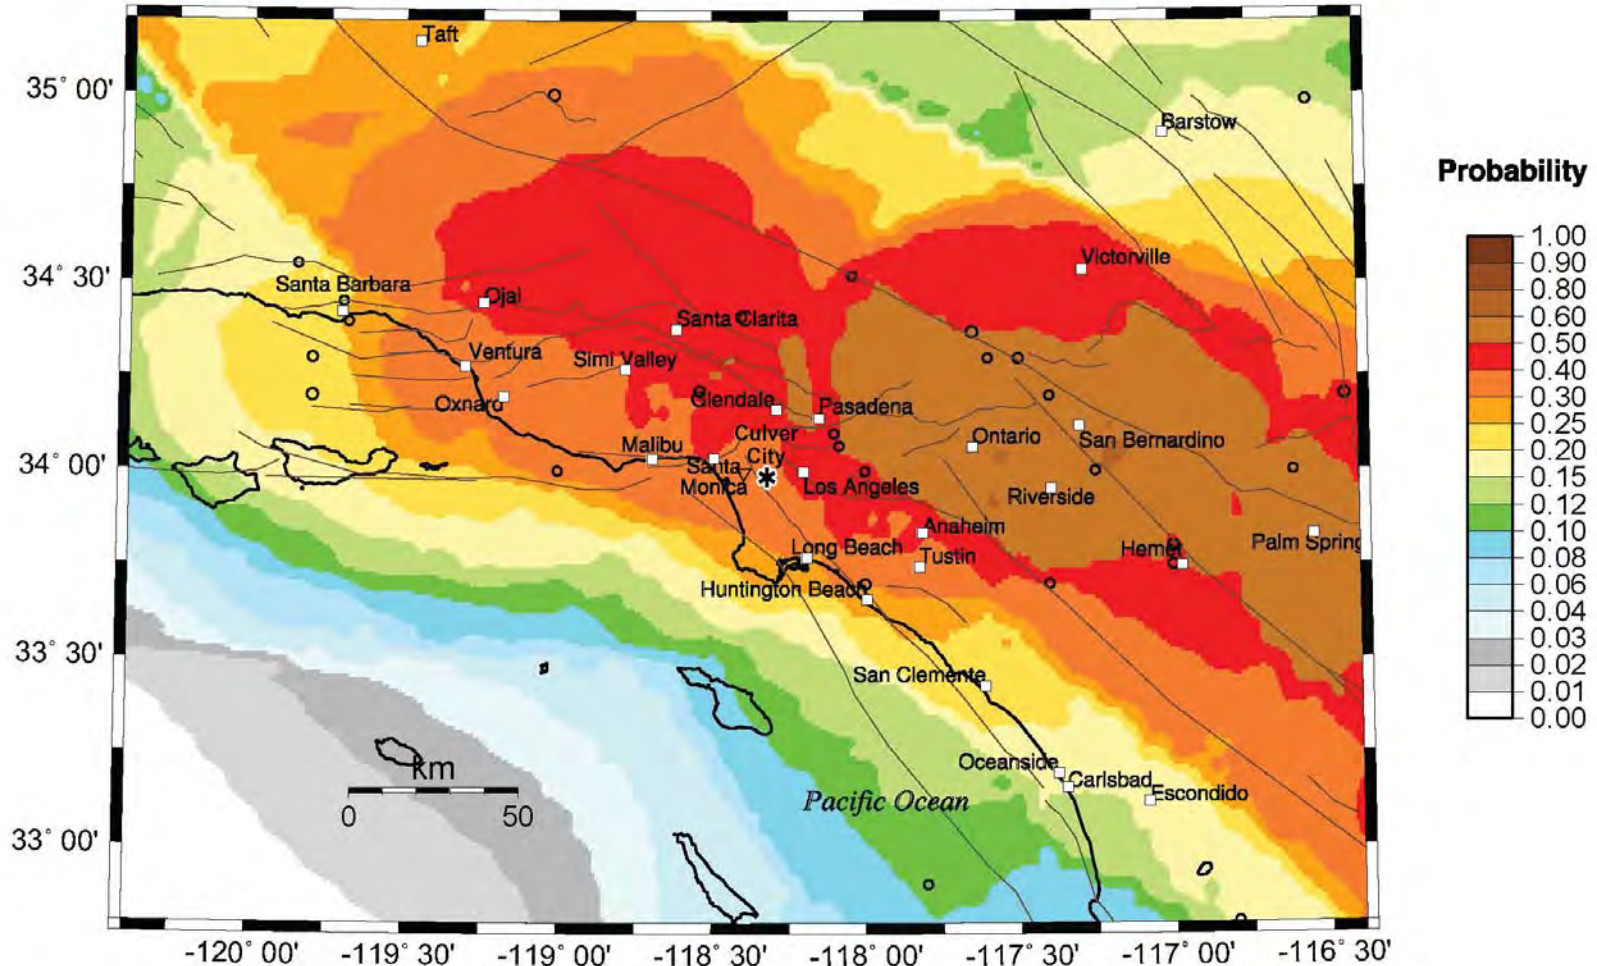 Taft
35° 00'
Barstow
Probability
1.00
0.90
0.80
0.60
0.50
0.40
0.30
0.25
0.20
0.15
0.12
0.10
0.08
0.06
0.04
0.03
0.02
0.01
0.00
34° 30'
Victorville
Santa Barbara
Ojai
Santa Clarita
Ventura
Simi Valley
Oxnard
Glendale
Pasadena
Malibu
Culver
City
Ontario
San Bernardino
34° 00'
Santa
Monica
Los Angeles
Riverside
Anaheim
Long Beach
Tustin
Hemet
Palm Spring
Huntington Beach
33° 30'
San Clemente
Oceanside
Carlsbad
Escondido
km
0 50
Pacific Ocean
33° 00'
-120° 00' -119° 30' -119° 00' -118° 30' -118° 00' -117° 30' -117° 00' -116° 30'